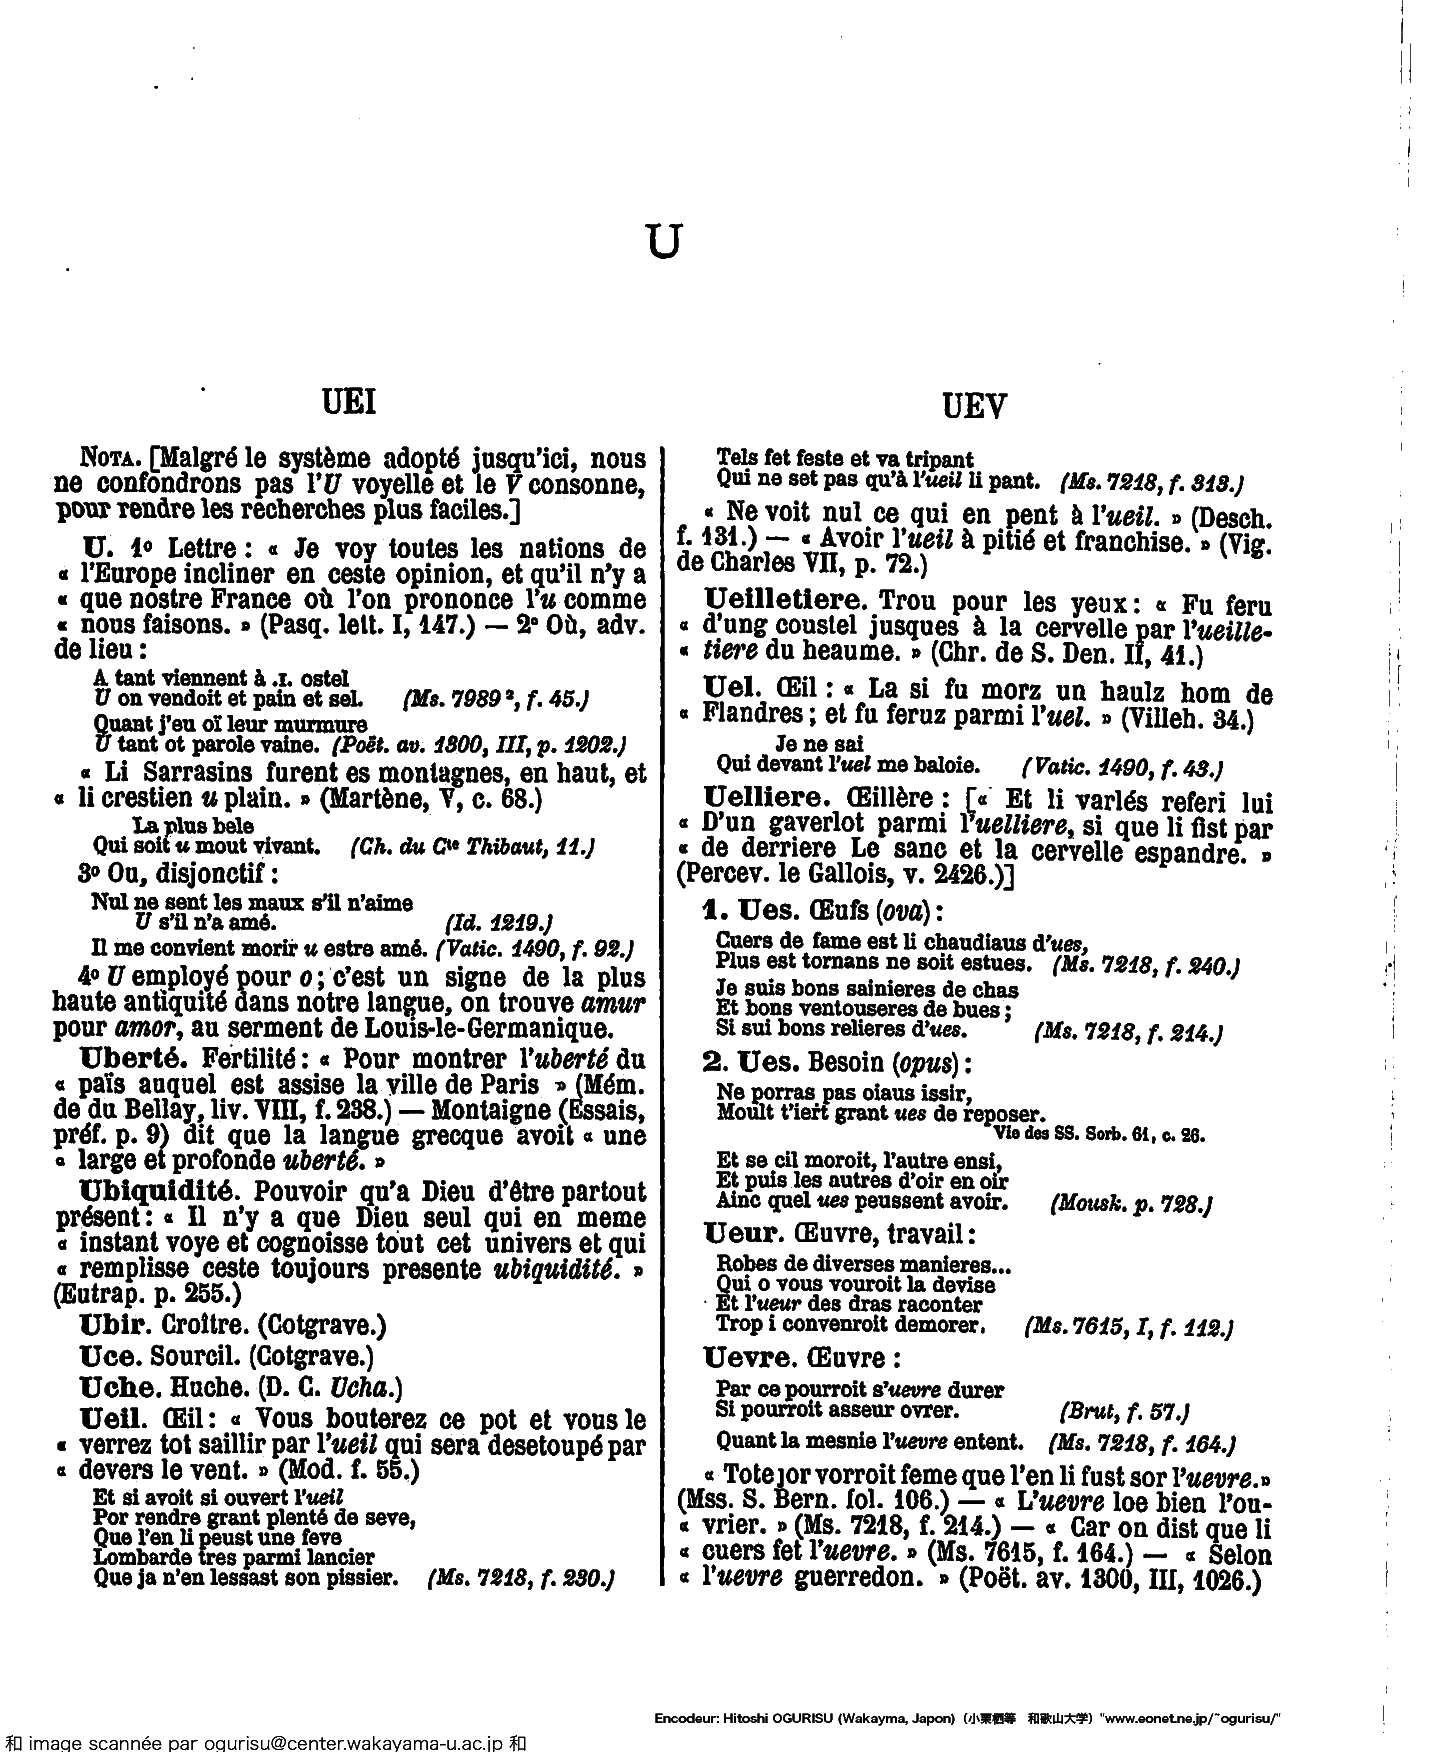 U
UEI
NOTA. [Malgré le système adopté jusqu'ici, nous
ne confondrons pas l'U voyelle et le V consonne,
pour rendre les recherches plus faciles.]
U. 1º Lettre : « Je voy toutes les nations de
« l'Europe incliner en ceste opinion, et qu'il n'y a
« que nostre France où l'on prononce l'u comme
« nous faisons. » (Pasq. lett. I, 147.) — 2º Où, adv.
de lieu :
A tant viennent à .I. ostel
U on vendoit et pain et sel. (Ms. 7989 ², f. 45.)
Quant j'eu oï leur murmure
U tant ot parole vaine. (Poët. av. 1300, III, p. 1202.)
« Li Sarrasins furent es montagnes, en haut, et
« li crestien u plain. » (Martène, V, c. 68.)
La plus bele
Qui soit u mout vivant. (Ch. du Cte Thibaut, 11.)
3º Ou, disjonctif :
Nul ne sent les maux s'il n'aime
U s'il n'a amé. (Id. 1219.)
Il me convient morir u estre amé. (Vatic. 1490, f. 92.)
4º U employé pour o ; c'est un signe de la plus
haute antiquité dans notre langue, on trouve amur
pour amor, au serment de Louis-le-Germanique.
Uberté. Fertilité : « Pour montrer l'uberté du
« païs auquel est assise la ville de Paris » (Mém.
de du Bellay, liv. VIII, f. 238.) — Montaigne (Essais,
préf. p. 9) dit que la langue grecque avoit « une
« large et profonde uberté. »
Ubiquidité. Pouvoir qu'a Dieu d'être partout
présent : « Il n'y a que Dieu seul qui en meme
« instant voye et cognoisse tout cet univers et qui
« remplisse ceste toujours presente ubiquidité. »
(Eutrap. p. 255.)
Ubir. Croître. (Cotgrave.)
Uce. Sourcil. (Cotgrave.)
Uche. Huche. (D. C. Ucha.)
Ueil. Œil : « Vous bouterez ce pot et vous le
« verrez tot saillir par l'ueil qui sera desetoupé par
« devers le vent. » (Mod. f. 55.)
Et si avoit si ouvert l'ueil
Por rendre grant plenté de seve,
Que l'en li peust une feve
Lombarde tres parmi lancier
Que ja n'en lessast son pissier. (Ms. 7218, f. 230.)
UEV
Tels fet feste et va tripant
Qui ne set pas qu'à l'ueil li pant. (Ms. 7218, f. 313.)
« Ne voit nul ce qui en pent à l'ueil. » (Desch.
f. 131.) — « Avoir l'ueil à pitié et franchise. » (Vig.
de Charles VII, p. 72.)
Ueilletiere. Trou pour les yeux : « Fu feru
« d'ung coustel jusques à la cervelle par l'ueille-
« tiere du heaume. » (Chr. de S. Den. II, 41.)
Uel. Œil : « La si fu morz un haulz hom de
« Flandres ; et fu feruz parmi l'uel. » (Villeh. 34.)
Je ne sai
Qui devant l'uel me baloie. (Vatic. 1490, f. 43.)
Uelliere. Œillère : [« Et li varlés referi lui
« D'un gaverlot parmi l'uelliere, si que li fist par
« de derriere Le sanc et la cervelle espandre. »
(Percev. le Gallois, v. 2426.)]
1. Ues. Œufs (ova) :
Cuers de fame est li chaudiaus d'ues,
Plus est tornans ne soit estues. (Ms. 7218, f. 240.)
Je suis bons sainieres de chas
Et bons ventouseres de bues ;
Si sui bons relieres d'ues. (Ms. 7218, f. 214.)
2. Ues. Besoin (opus) :
Ne porras pas oiaus issir,
Moult t'iert grant ues de reposer.
Vie des SS. Sorb. 61, c. 26.
Et se cil moroit, l'autre ensi,
Et puis les autres d'oir en oir
Ainc quel ues peussent avoir. (Mousk. p. 728.)
Ueur. Œuvre, travail :
Robes de diverses manieres...
Qui o vous vouroit la devise
Et l'ueur des dras raconter
Trop i convenroit demorer. (Ms. 7615, I, f. 112.)
Uevre. Œuvre :
Par ce pourroit s'uevre durer
Si pourroit asseur ovrer. (Brut, f. 57.)
Quant la mesnie l'uevre entent. (Ms. 7218, f. 164.)
« Tote jor vorroit feme que l'en li fust sor l'uevre. »
(Mss. S. Bern. fol. 106.) — « L'uevre loe bien l'ou-
« vrier. » (Ms. 7218, f. 214.) — « Car on dist que li
« cuers fet l'uevre. » (Ms. 7615, f. 164.) — « Selon
« l'uevre guerredon. » (Poët. av. 1300, III, 1026.)
Encodeur: Hitoshi OGURISU (Wakayma, Japon) (小栗栖等 和歌山大学) "www.eonet.ne.jp/~ogurisu/"
和 image scannée par ogurisu@center.wakayama-u.ac.jp 和